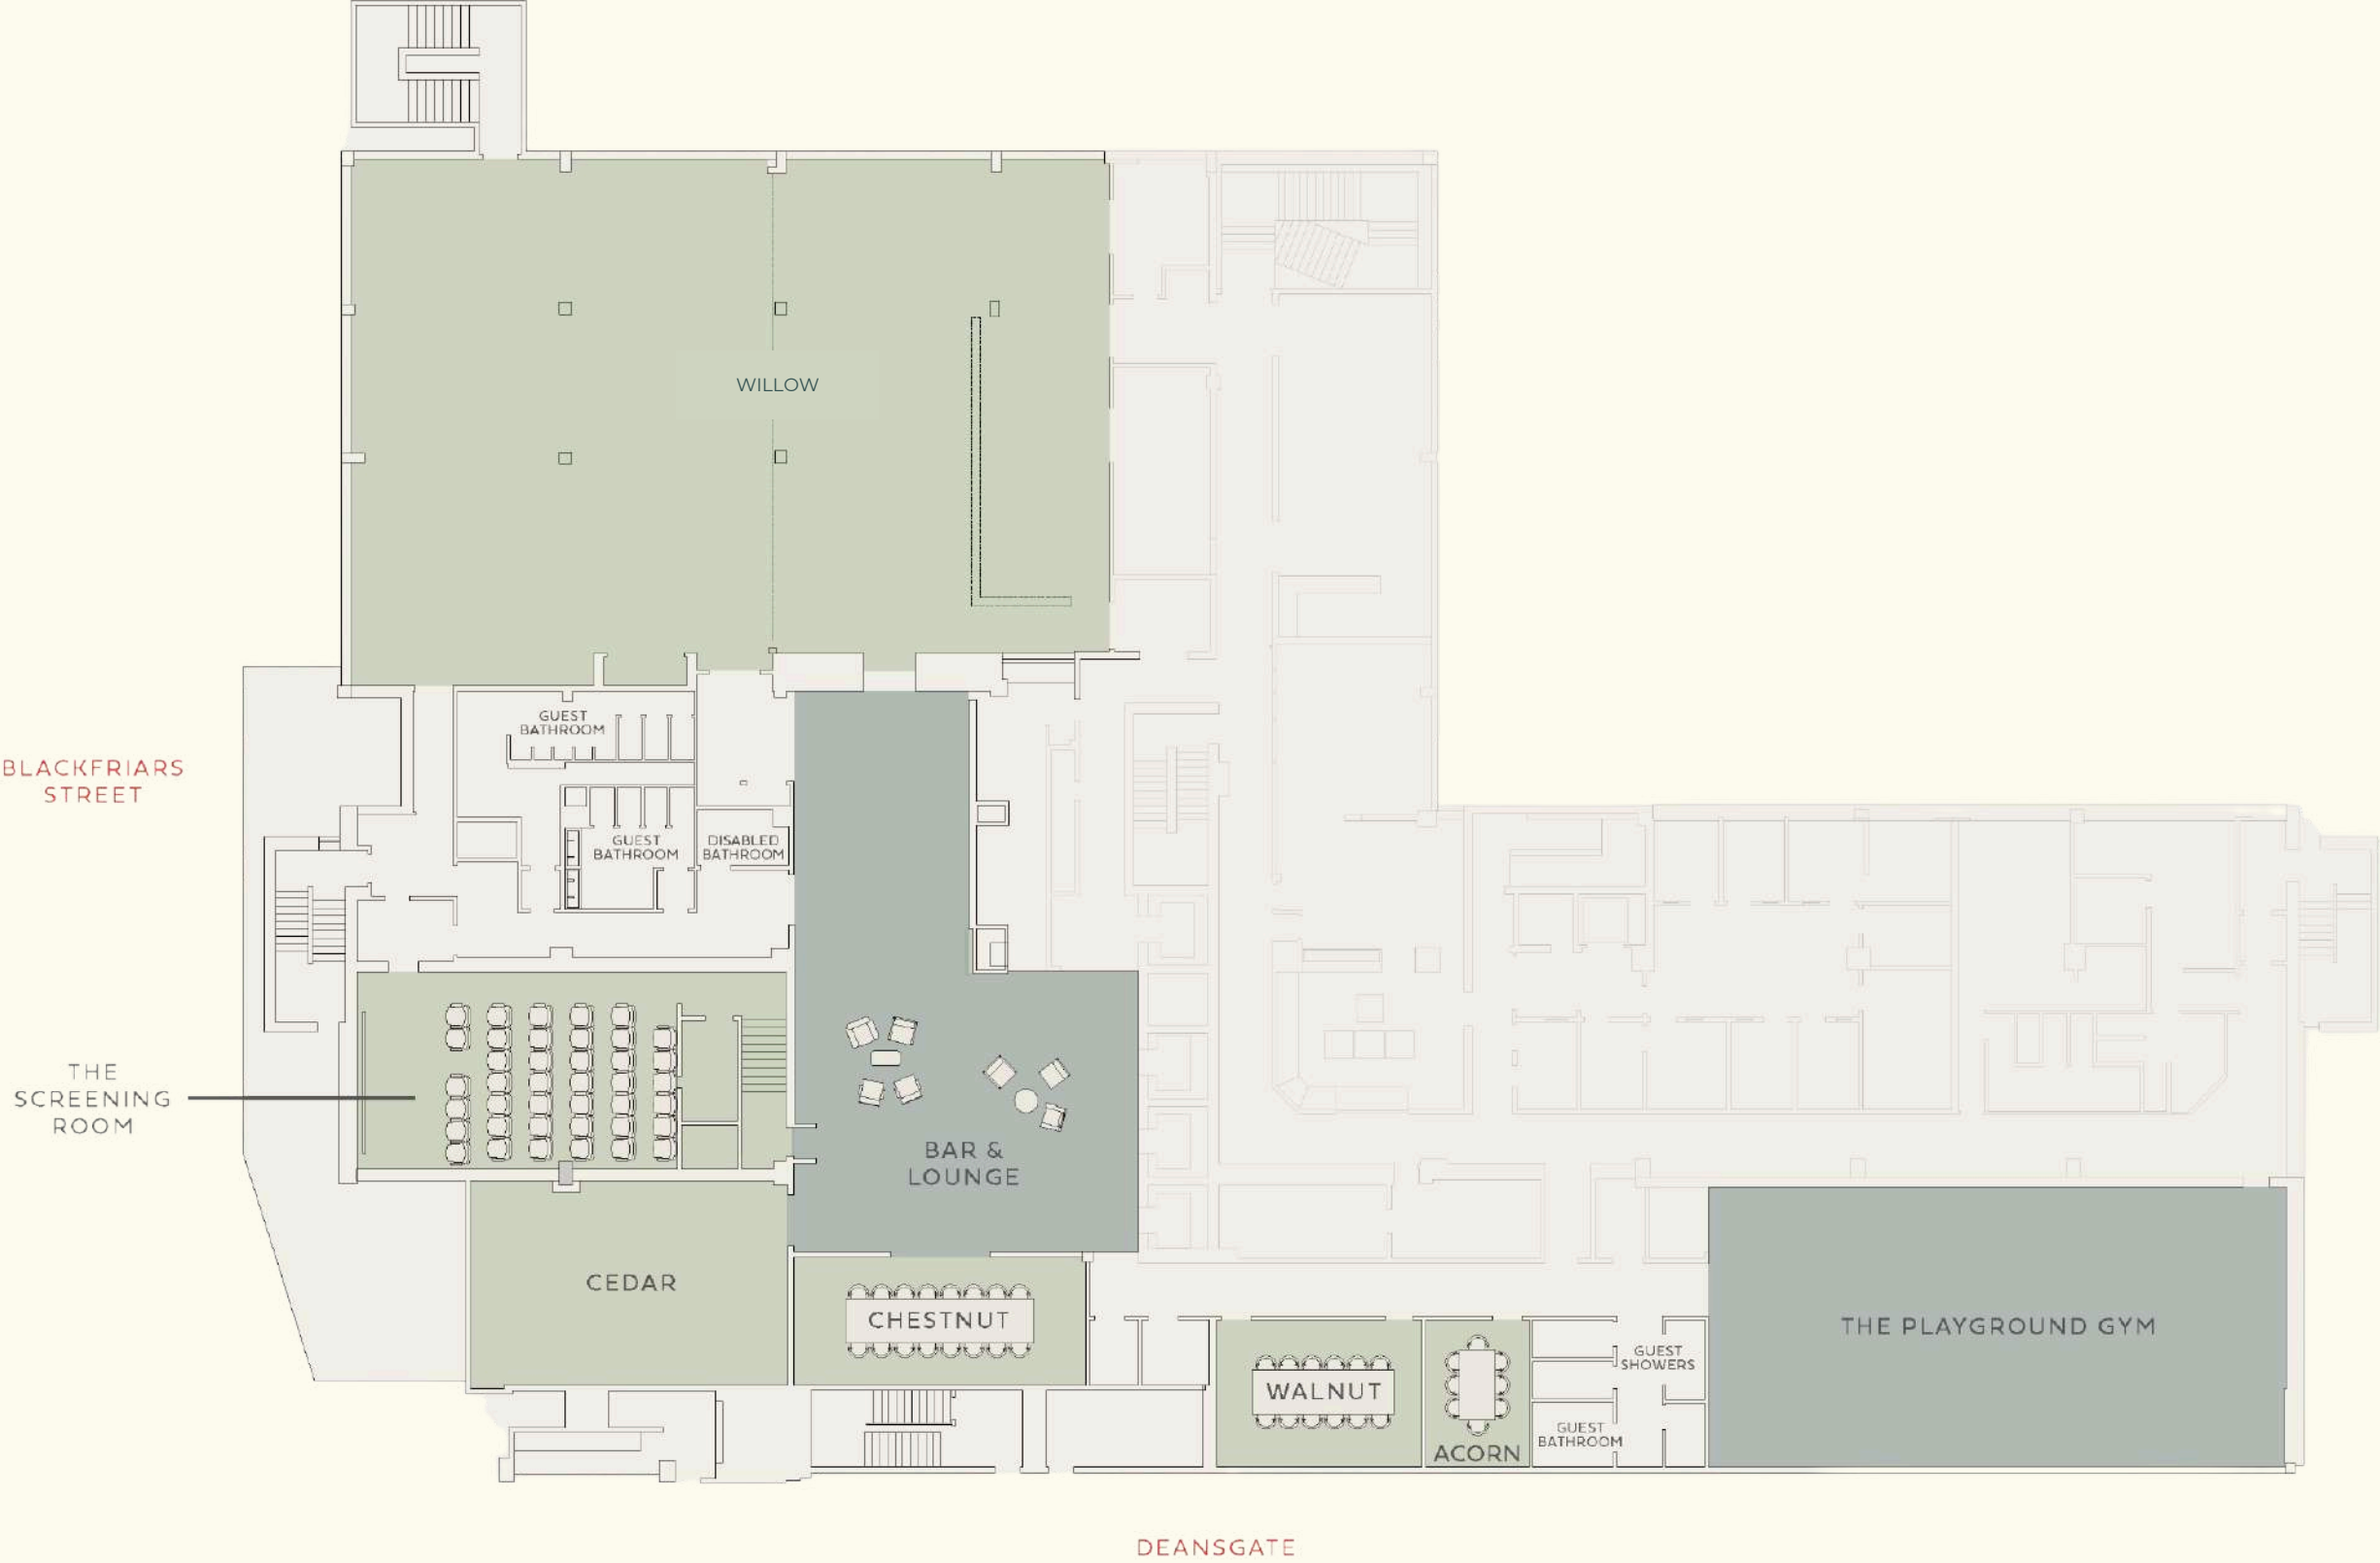 WILLOW
GUEST
BATHROOM
BLACKFRIARS
STREET
GUEST
BATHROOM
DISABLED
BATHROOM
THE
SCREENING
ROOM
BAR &
LOUNGE
CEDAR
CHESTNUT
THE PLAYGROUND GYM
GUEST
SHOWERS
WALNUT
GUEST
BATHROOM
ACORN
DEANSGATE